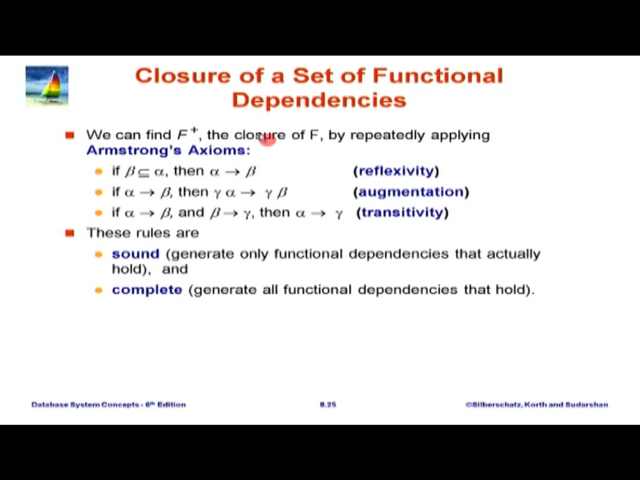 Closure of a Set of Functional
Dependencies
We can find F+, the closure of F, by repeatedly applying
Armstrong's Axioms:
if β ⊆ α, then α → β (reflexivity)
if α → β, then γ α → γ β (augmentation)
if α → β, and β → γ, then α → γ (transitivity)
These rules are
sound (generate only functional dependencies that actually
hold), and
complete (generate all functional dependencies that hold).
Database System Concepts - 6th Edition 8.25 ©Silberschatz, Korth and Sudarshan